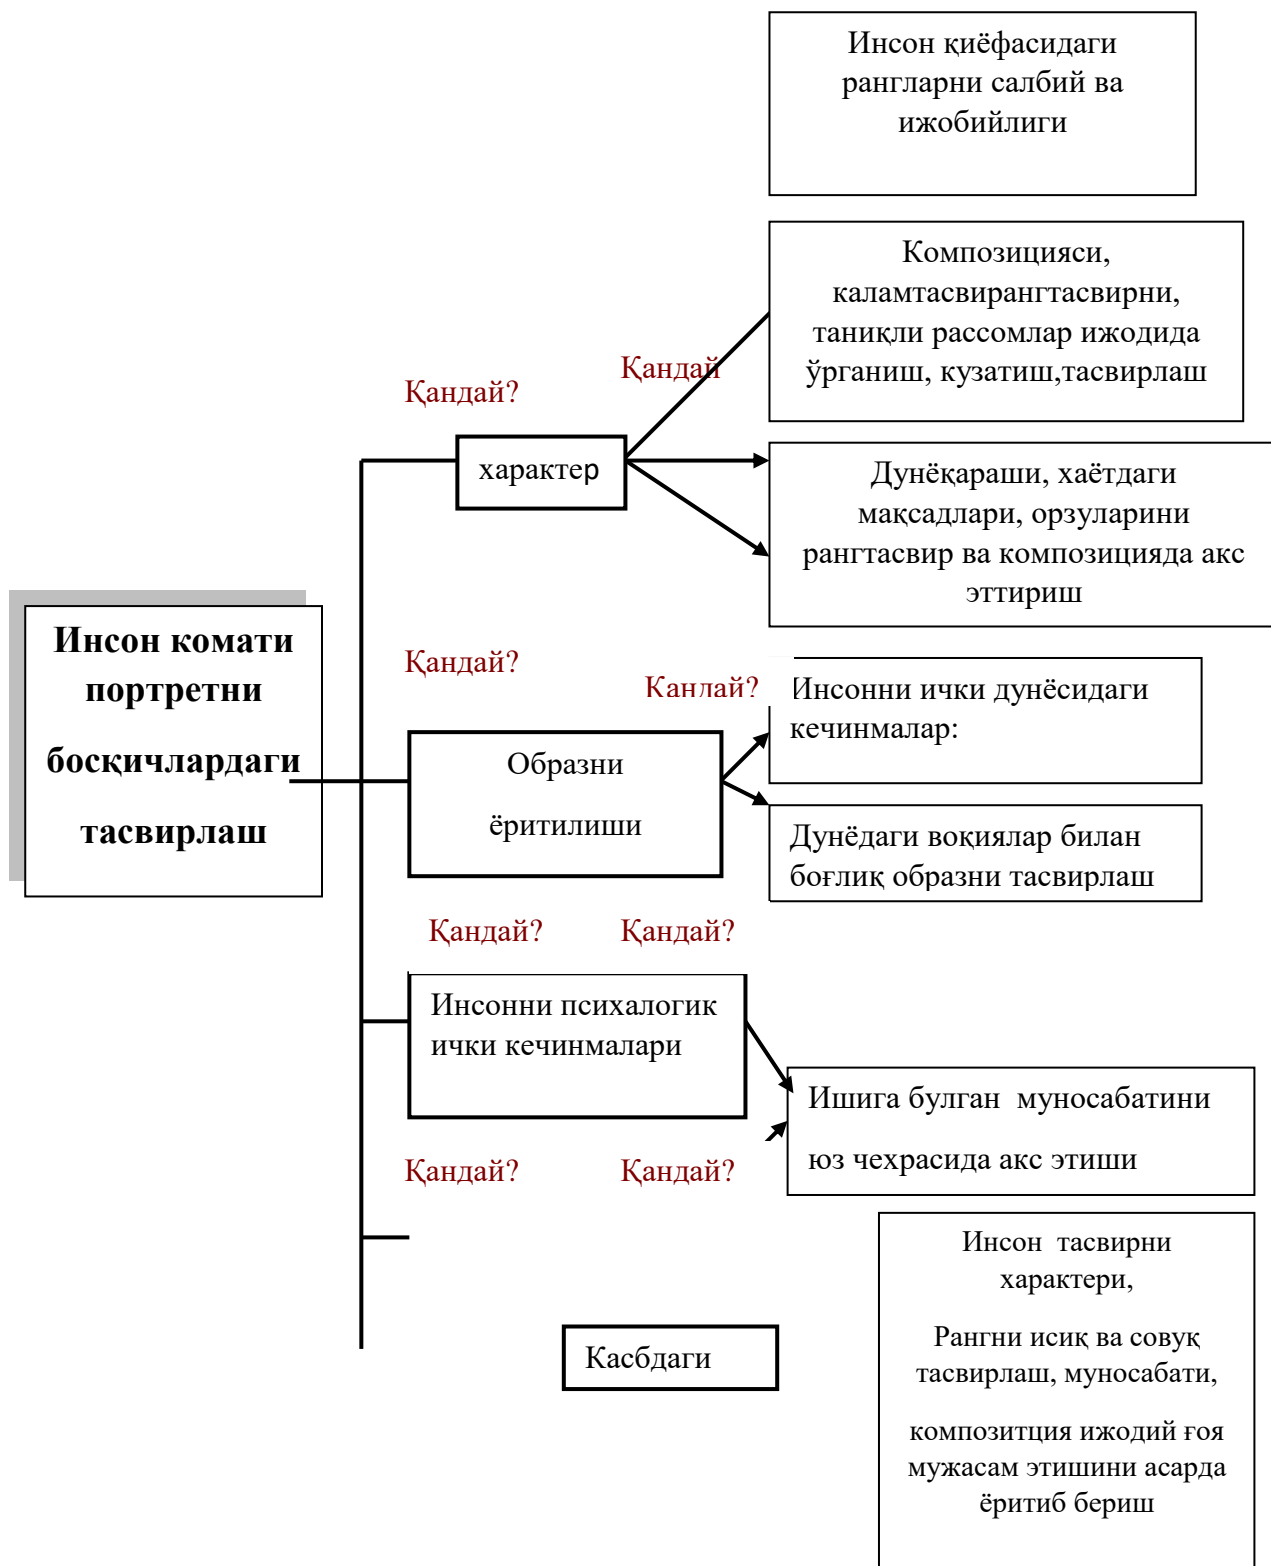 Инсон қиёфасидаги
рангларни салбий ва
ижобийлиги
Композицияси,
каламтасвирангтасвирни,
таниқли рассомлар ижодида
ўрганиш, кузатиш,тасвирлаш
Қандай?
Қандай
характер
Дунёқараши, хаётдаги
мақсадлари, орзуларини
рангтасвир ва композицияда акс
эттириш
Инсон комати
портретни
босқичлардаги
тасвирлаш
Қандай?
Қандай?
Инсонни ички дунёсидаги
кечинмалар:
Образни
ёритилиши
Дунёдаги воқиялар билан
боғлиқ образни тасвирлаш
Қандай?
Қандай?
Инсонни психалогик
ички кечинмалари
Ишига булган муносабатини
юз чехрасида акс этиши
Қандай?
Қандай?
Инсон тасвирни
характери,
Рангни исиқ ва совуқ
тасвирлаш, муносабати,
композитция ижодий ғоя
мужасам этишини асарда
ёритиб бериш
Касбдаги